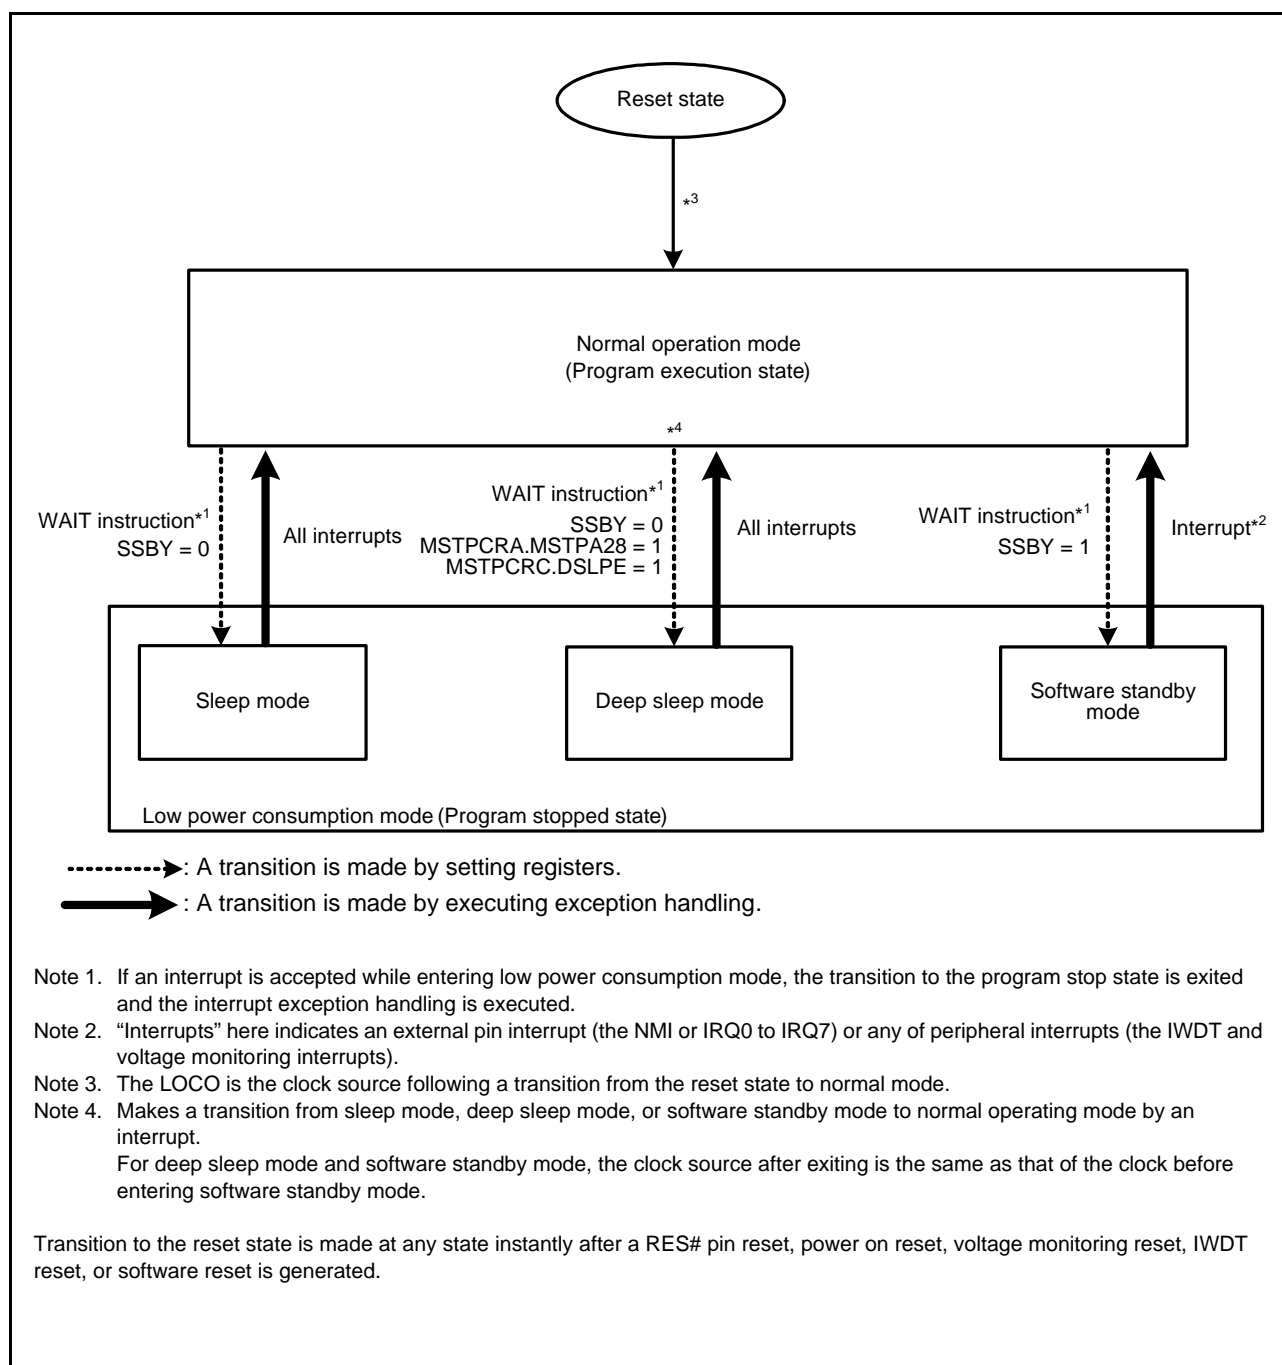 Reset state
*3
Normal operation mode
(Program execution state)
*4
WAIT instruction*1
SSBY = 0
All interrupts
WAIT instruction*1
SSBY = 0
MSTPCRA.MSTPA28 = 1
MSTPCRC.DSLPE = 1
All interrupts
WAIT instruction*1
SSBY = 1
Interrupt*2
Sleep mode
Deep sleep mode
Software standby
mode
Low power consumption mode (Program stopped state)
: A transition is made by setting registers.
: A transition is made by executing exception handling.
Note 1. If an interrupt is accepted while entering low power consumption mode, the transition to the program stop state is exited
and the interrupt exception handling is executed.
Note 2. “Interrupts” here indicates an external pin interrupt (the NMI or IRQ0 to IRQ7) or any of peripheral interrupts (the IWDT and
voltage monitoring interrupts).
Note 3. The LOCO is the clock source following a transition from the reset state to normal mode.
Note 4. Makes a transition from sleep mode, deep sleep mode, or software standby mode to normal operating mode by an
interrupt.
For deep sleep mode and software standby mode, the clock source after exiting is the same as that of the clock before
entering software standby mode.
Transition to the reset state is made at any state instantly after a RES# pin reset, power on reset, voltage monitoring reset, IWDT
reset, or software reset is generated.